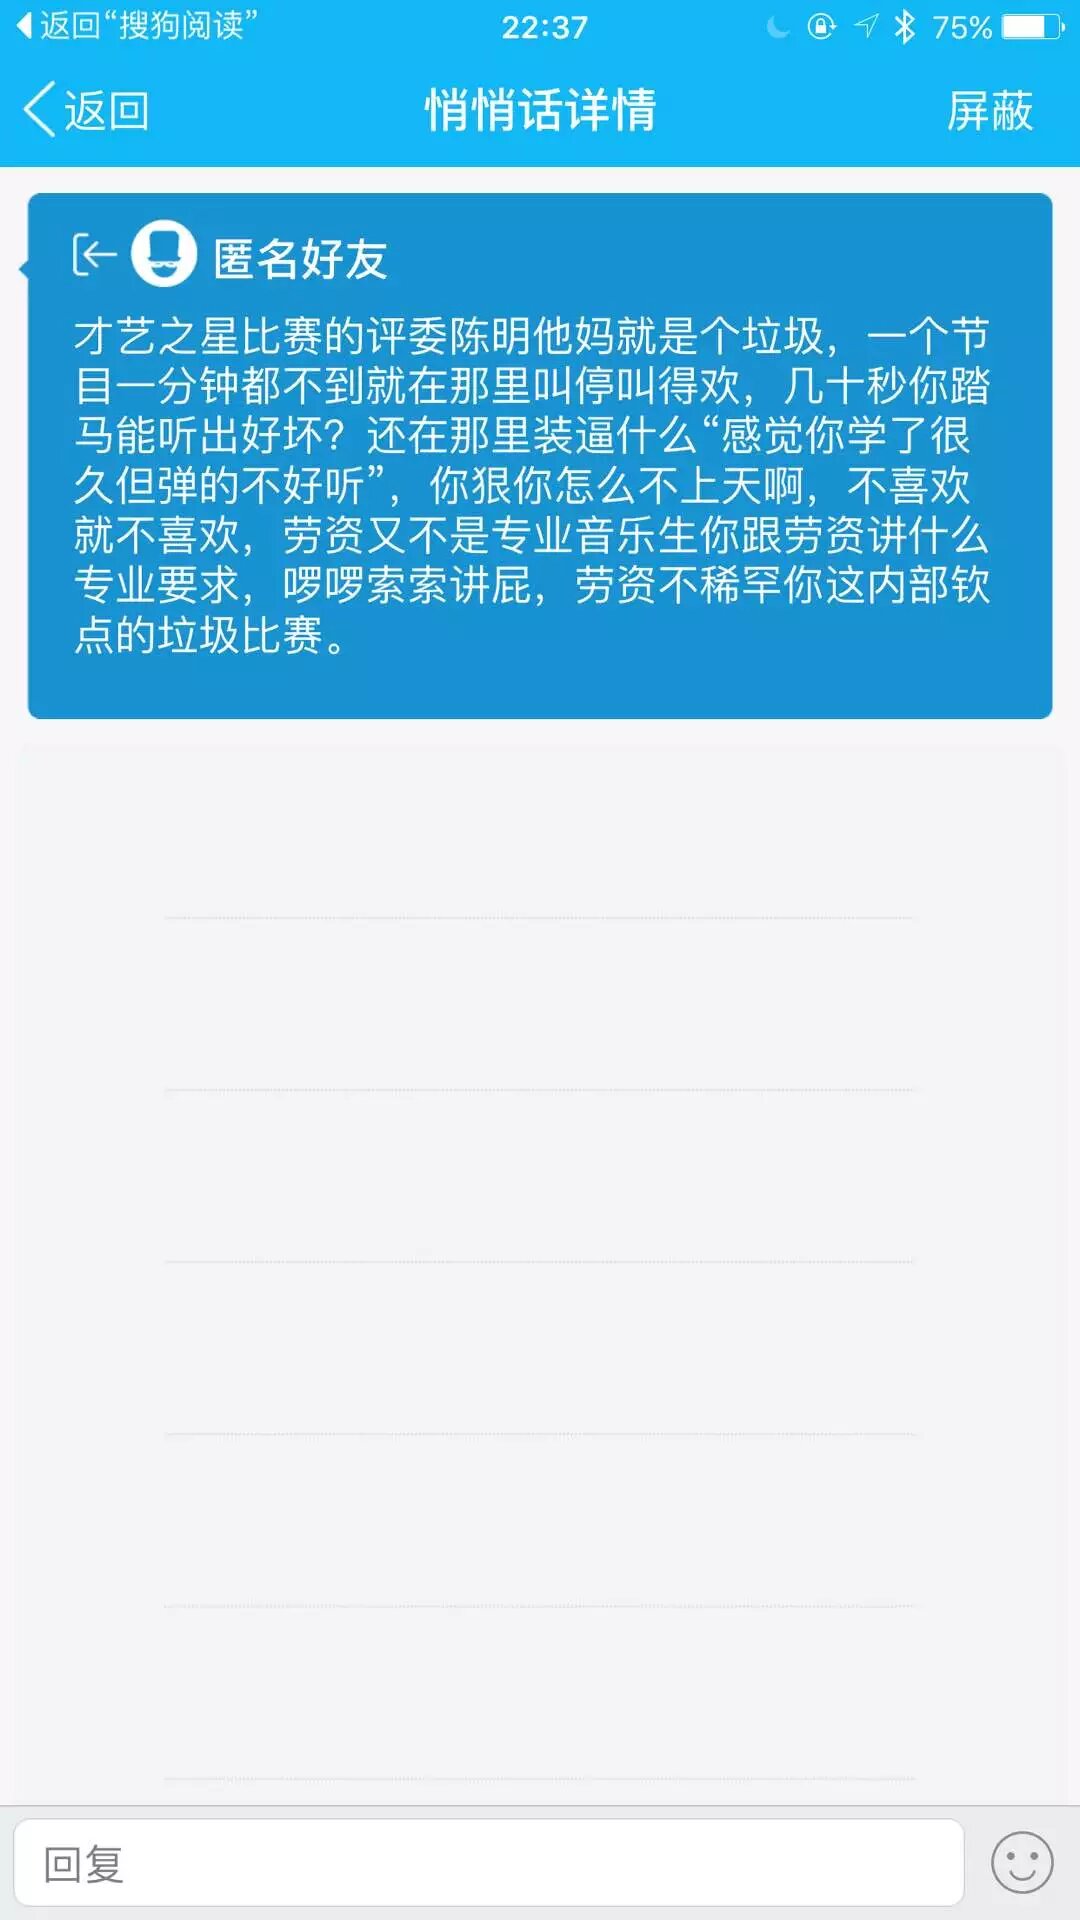 返回“搜狗阅读”
22:37
75%
返回
悄悄话详情
屏蔽
匿名好友
才艺之星比赛的评委陈明他妈就是个垃圾，一个节
目一分钟都不到就在那里叫停叫得欢，几十秒你踏
马能听出好坏？还在那里装逼什么“感觉你学了很
久但弹的不好听”，你狠你怎么不上天啊，不喜欢
就不喜欢，劳资又不是专业音乐生你跟劳资讲什么
专业要求，啰啰索索讲屁，劳资不稀罕你这内部钦
点的垃圾比赛。
回复